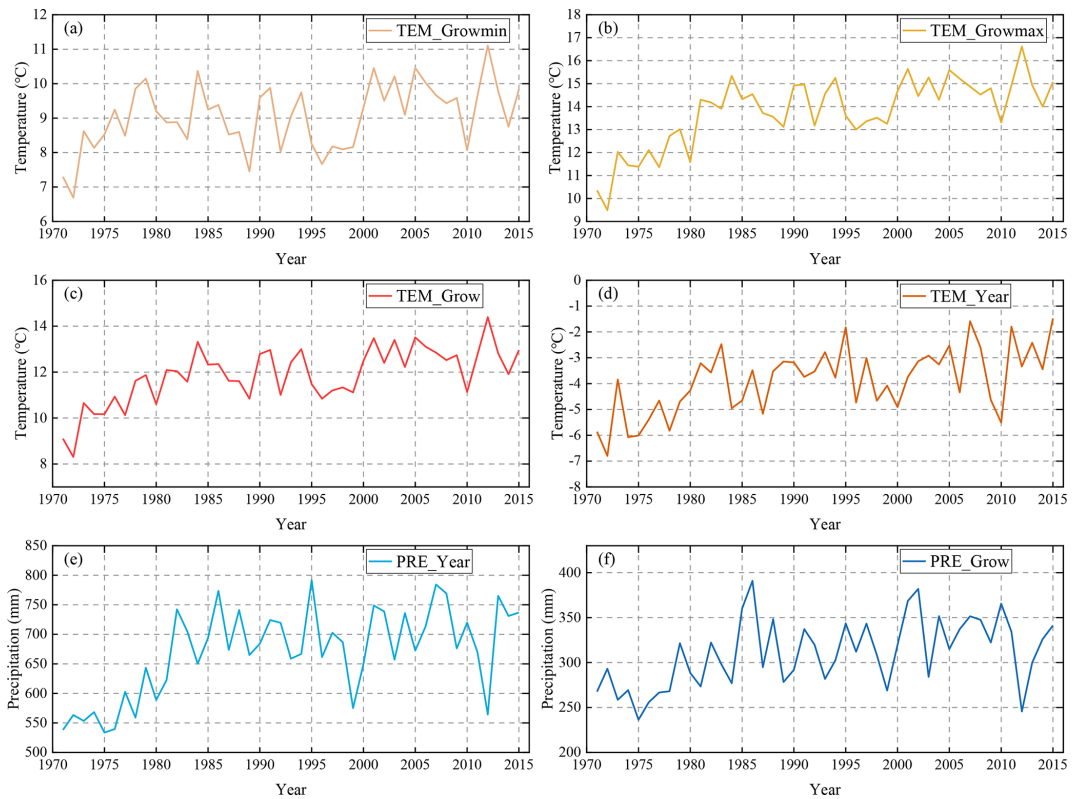 (a)
TEM_Growmin
Temperature (℃)
12
11
10
9
8
7
6
1970 1975 1980 1985 1990 1995 2000 2005 2010 2015
Year
(b)
TEM_Growmax
Temperature (℃)
18
17
16
15
14
13
12
11
10
9
1970 1975 1980 1985 1990 1995 2000 2005 2010 2015
Year
(c)
TEM_Grow
Temperature (℃)
16
14
12
10
8
1970 1975 1980 1985 1990 1995 2000 2005 2010 2015
Year
(d)
TEM_Year
Temperature (℃)
-0
-1
-2
-3
-4
-5
-6
-7
-8
1970 1975 1980 1985 1990 1995 2000 2005 2010 2015
Year
(e)
PRE_Year
Precipitation (mm)
850
800
750
700
650
600
550
500
1970 1975 1980 1985 1990 1995 2000 2005 2010 2015
Year
(f)
PRE_Grow
Precipitation (mm)
400
350
300
250
200
1970 1975 1980 1985 1990 1995 2000 2005 2010 2015
Year